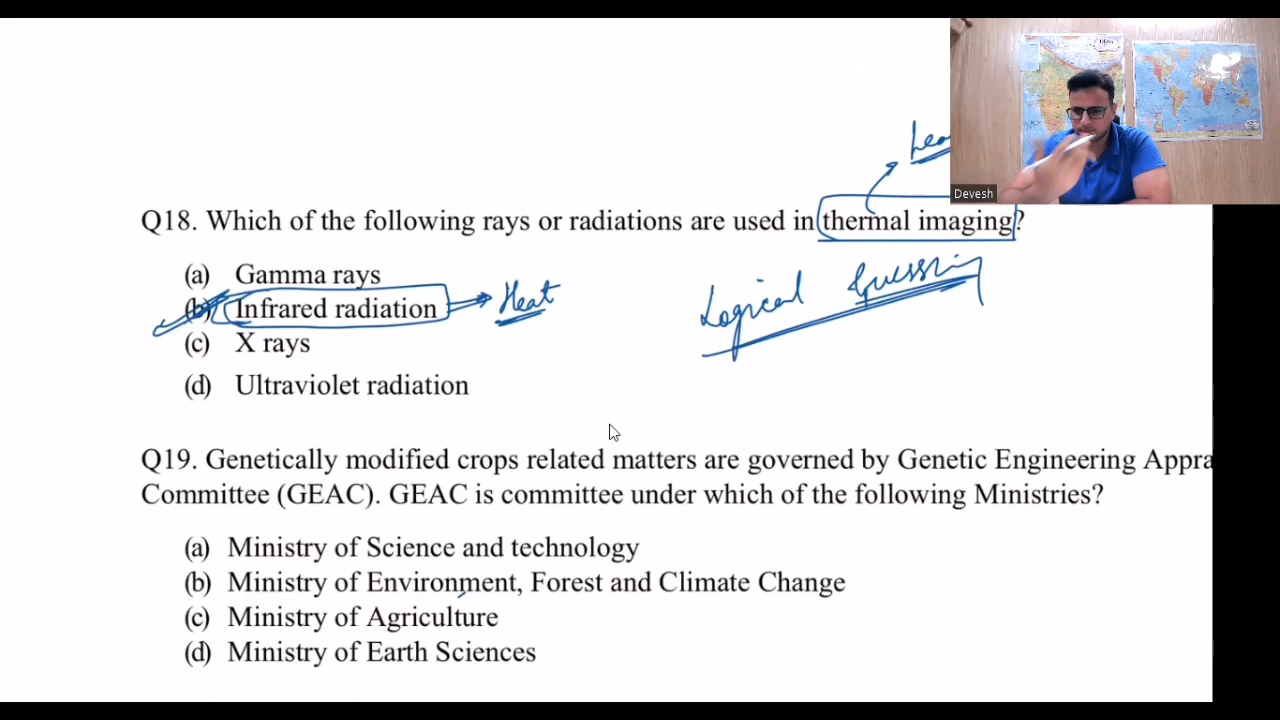 Devesh
Q18. Which of the following rays or radiations are used in thermal imaging?
(a) Gamma rays
(b) Infrared radiation
Heat
Logical Guessing
(c) X rays
(d) Ultraviolet radiation
Q19. Genetically modified crops related matters are governed by Genetic Engineering Appra
Committee (GEAC). GEAC is committee under which of the following Ministries?
(a) Ministry of Science and technology
(b) Ministry of Environment, Forest and Climate Change
(c) Ministry of Agriculture
(d) Ministry of Earth Sciences